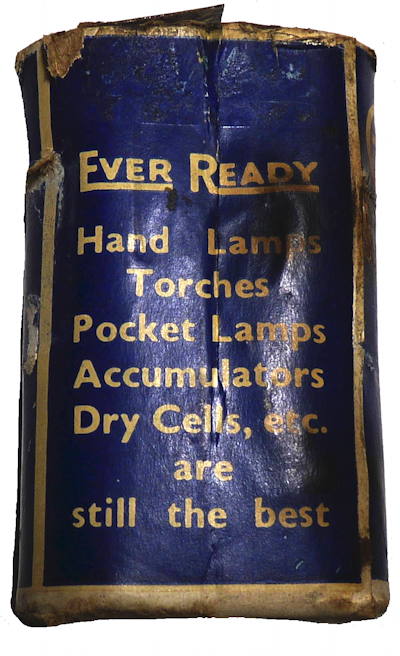 EVER READY
Hand Lamps
Torches
Pocket Lamps
Accumulators
Dry Cells, etc.
are
still the best